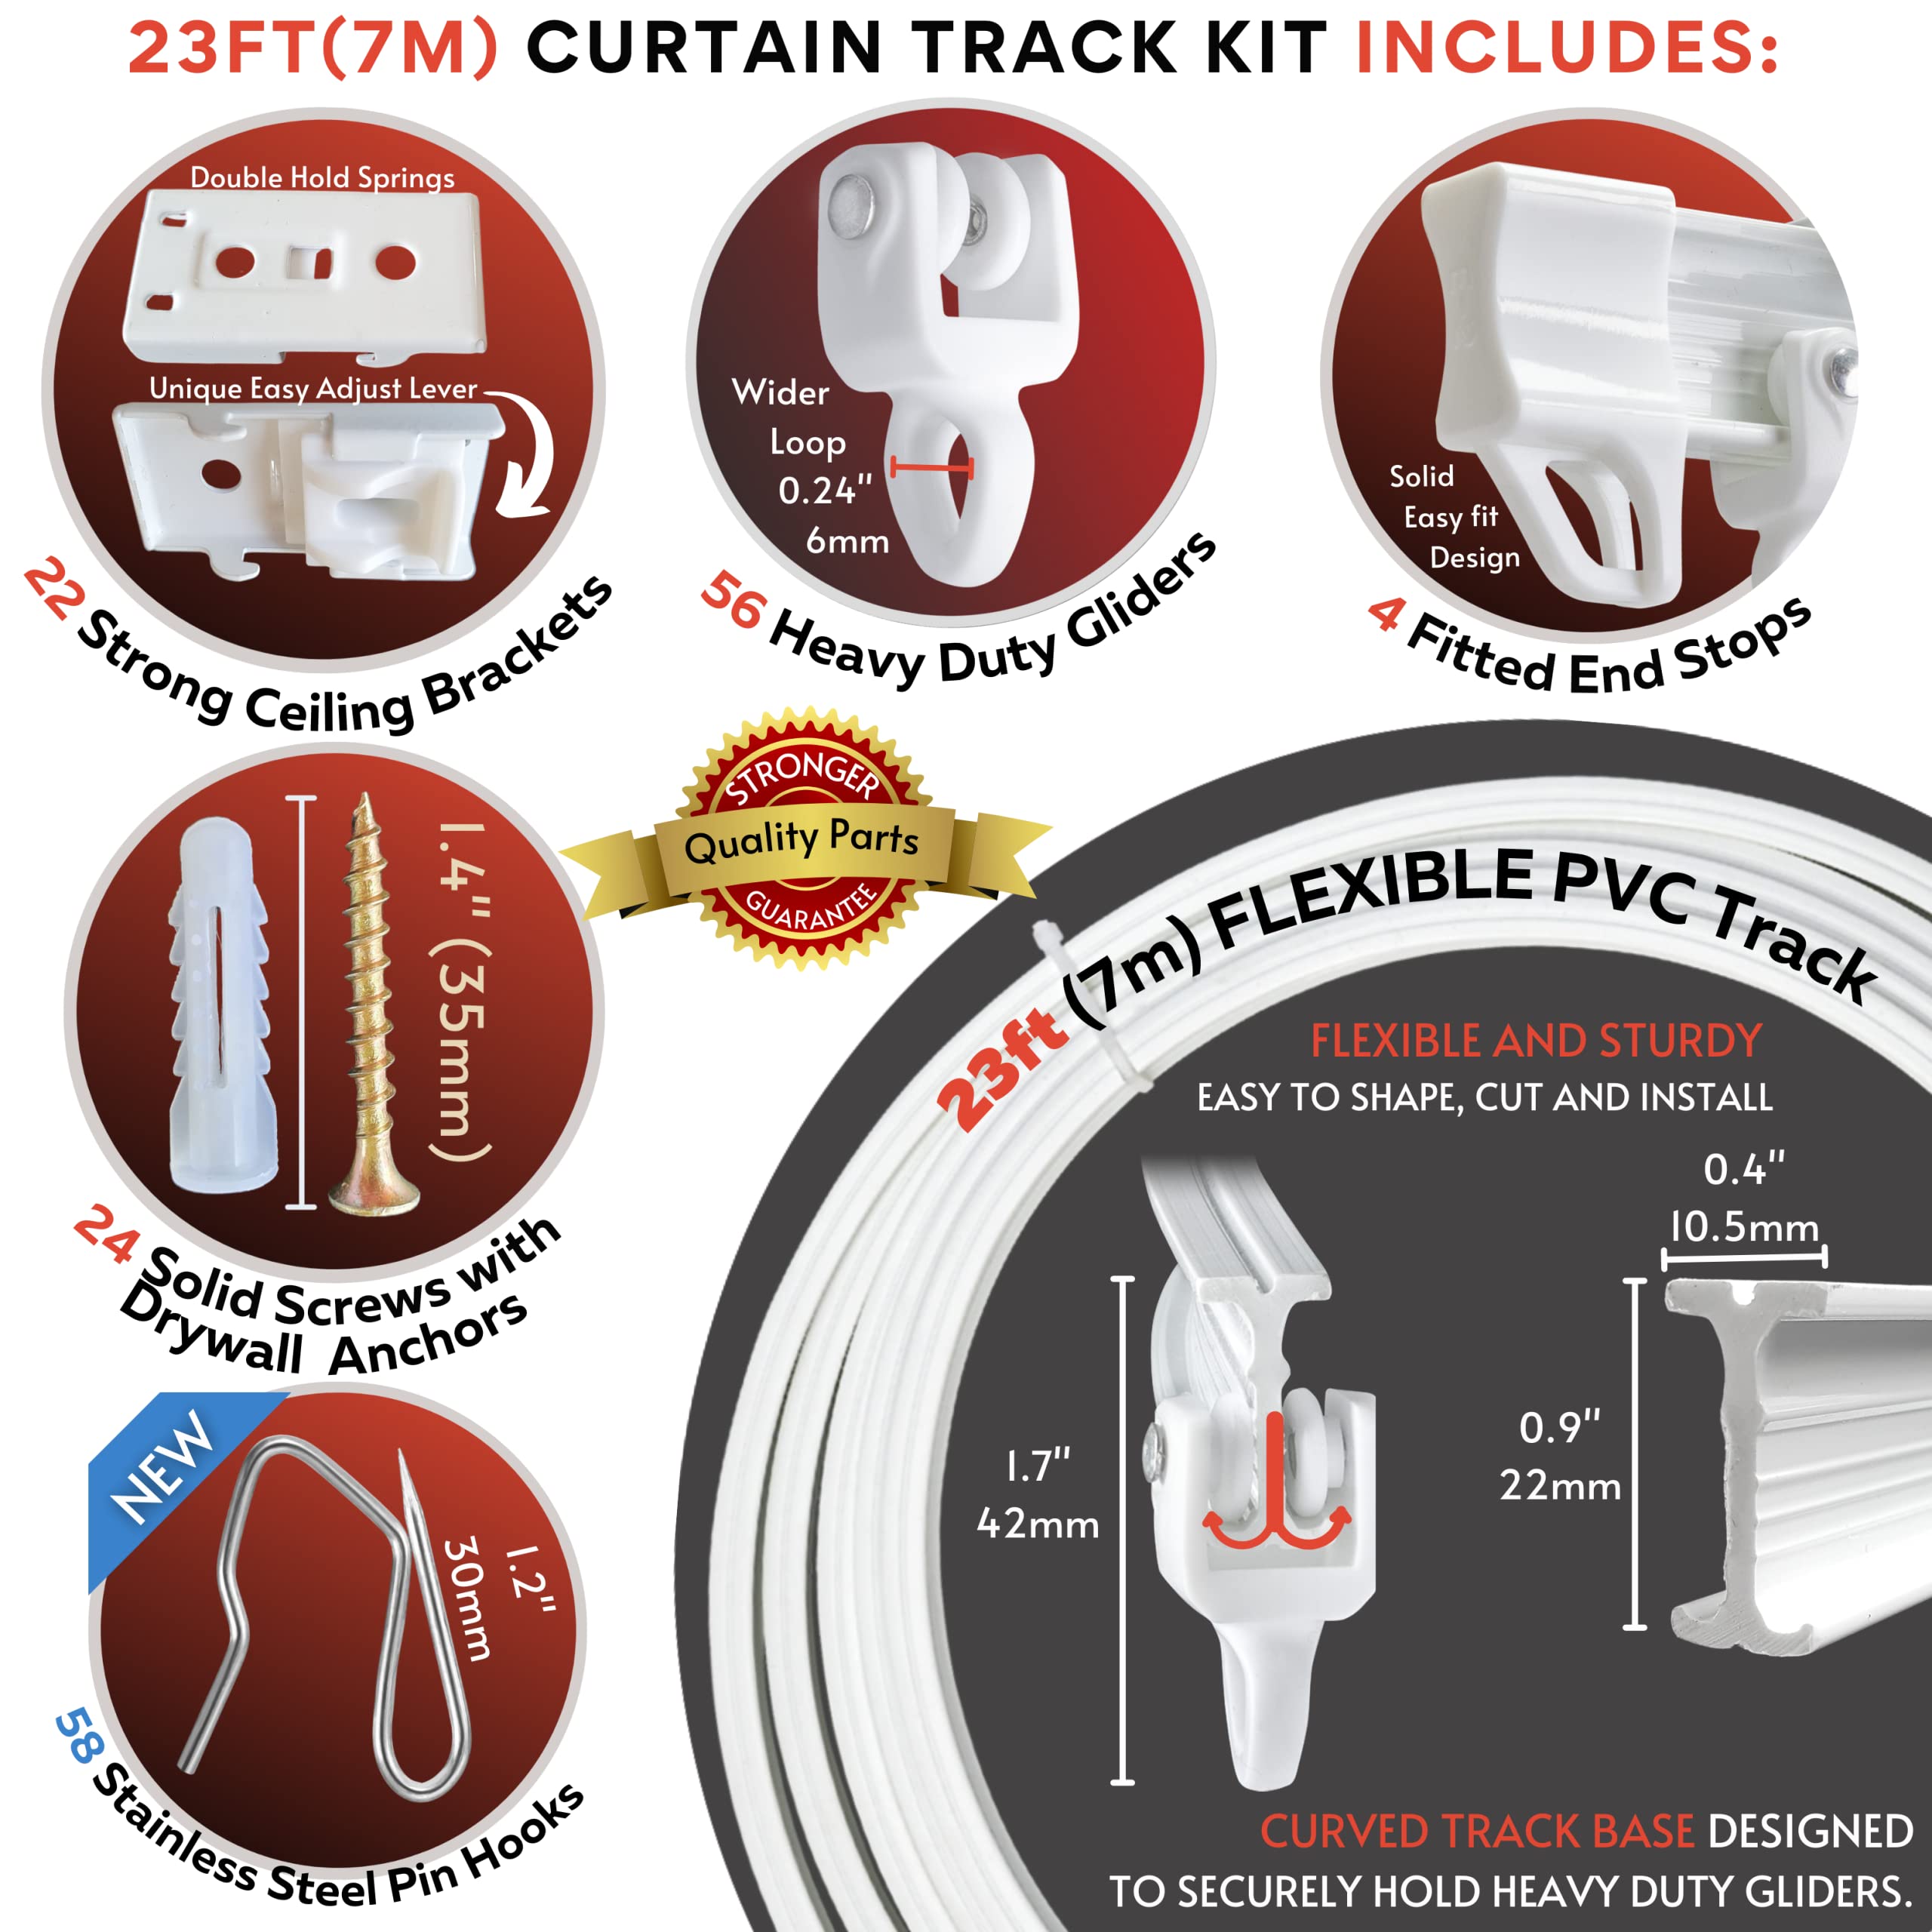 23FT(7M) CURTAIN TRACK KIT INCLUDES:
Double Hold Springs
Unique Easy Adjust Lever
22 Strong Ceiling Brackets
Wider
Loop
0.24"
6mm
56 Heavy Duty Gliders
Solid
Easy fit
Design
4 Fitted End Stops
1.4" (35mm)
24 Solid Screws with
Drywall Anchors
STRONGER
Quality Parts
GUARANTEE
NEW
1.2"
30mm
58 Stainless Steel Pin Hooks
23ft (7m) FLEXIBLE PVC Track
FLEXIBLE AND STURDY
EASY TO SHAPE, CUT AND INSTALL
0.4"
10.5mm
1.7"
42mm
0.9"
22mm
CURVED TRACK BASE DESIGNED
TO SECURELY HOLD HEAVY DUTY GLIDERS.